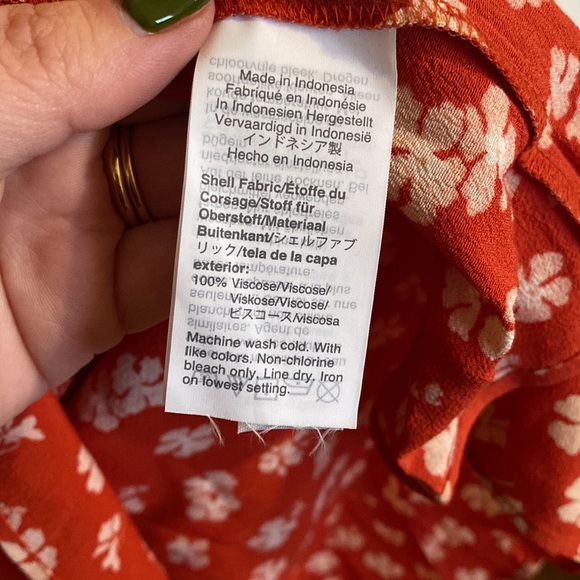 Made in Indonesia
Fabriqué en Indonésie
In Indonesien Hergestellt
Vervaardigd in Indonesië
インドネシア製
Hecho en Indonesia
Shell Fabric/Étoffe du
Corsage/Stoff für
Oberstoff/Materiaal
Buitenkant/シェルファブ
リック/tela de la capa
exterior:
100% Viscose/Viscose/
Viskose/Viscose/
ビスコース/viscosa
Machine wash cold. With
like colors. Non-chlorine
bleach only. Line dry. Iron
on lowest setting.